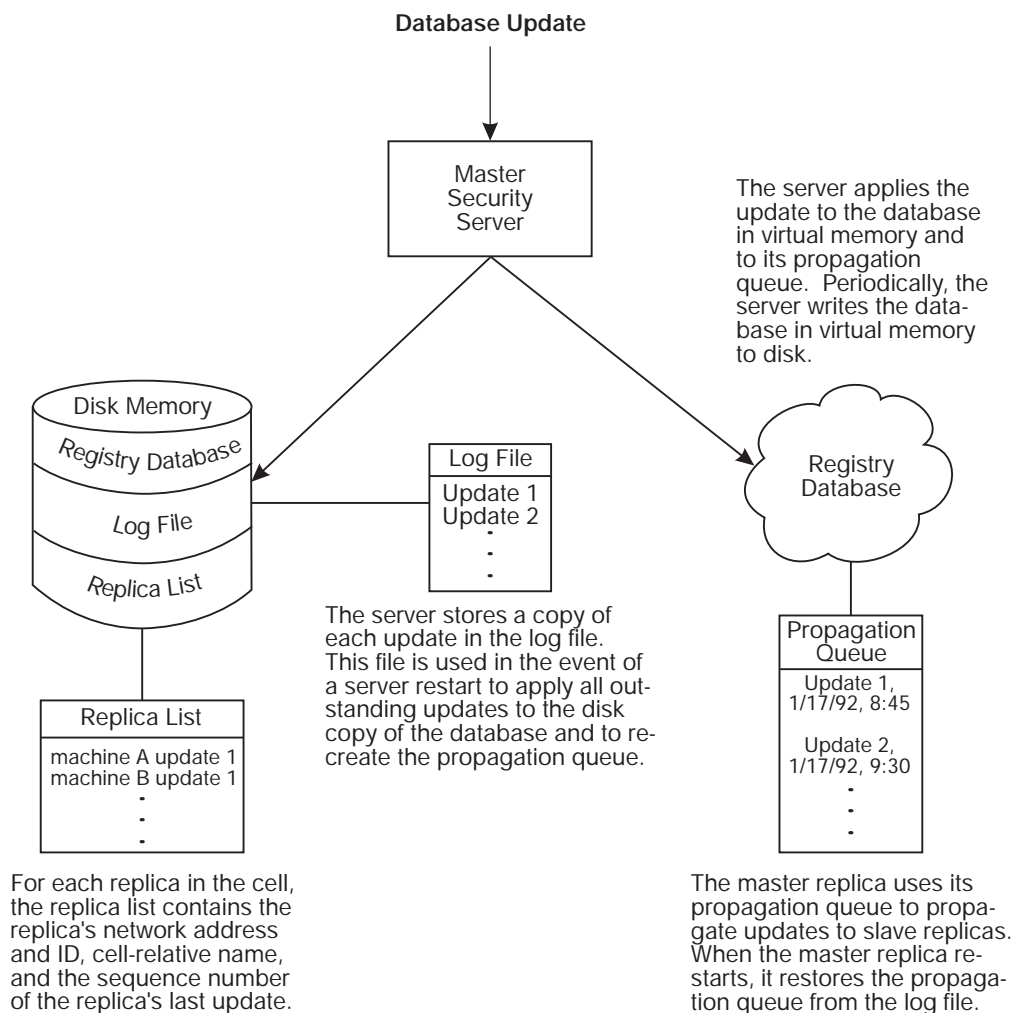 Database Update
Master
Security
Server
The server applies the
update to the database
in virtual memory and
to its propagation
queue.  Periodically, the
server writes the data-
base in virtual memory
to disk.
Disk Memory
Registry Database
Log File
Replica List
Log File
Update 1
Update 2
.
.
.
Registry
Database
The server stores a copy of
each update in the log file.
This file is used in the event of
a server restart to apply all out-
standing updates to the disk
copy of the database and to re-
create the propagation queue.
Propagation
Queue
Update 1,
1/17/92, 8:45
Update 2,
1/17/92, 9:30
.
.
.
Replica List
machine A update 1
machine B update 1
.
.
.
For each replica in the cell,
the replica list contains the
replica's network address
and ID, cell-relative name,
and the sequence number
of the replica's last update.
The master replica uses its
propagation queue to propa-
gate updates to slave replicas.
When the master replica re-
starts, it restores the propaga-
tion queue from the log file.